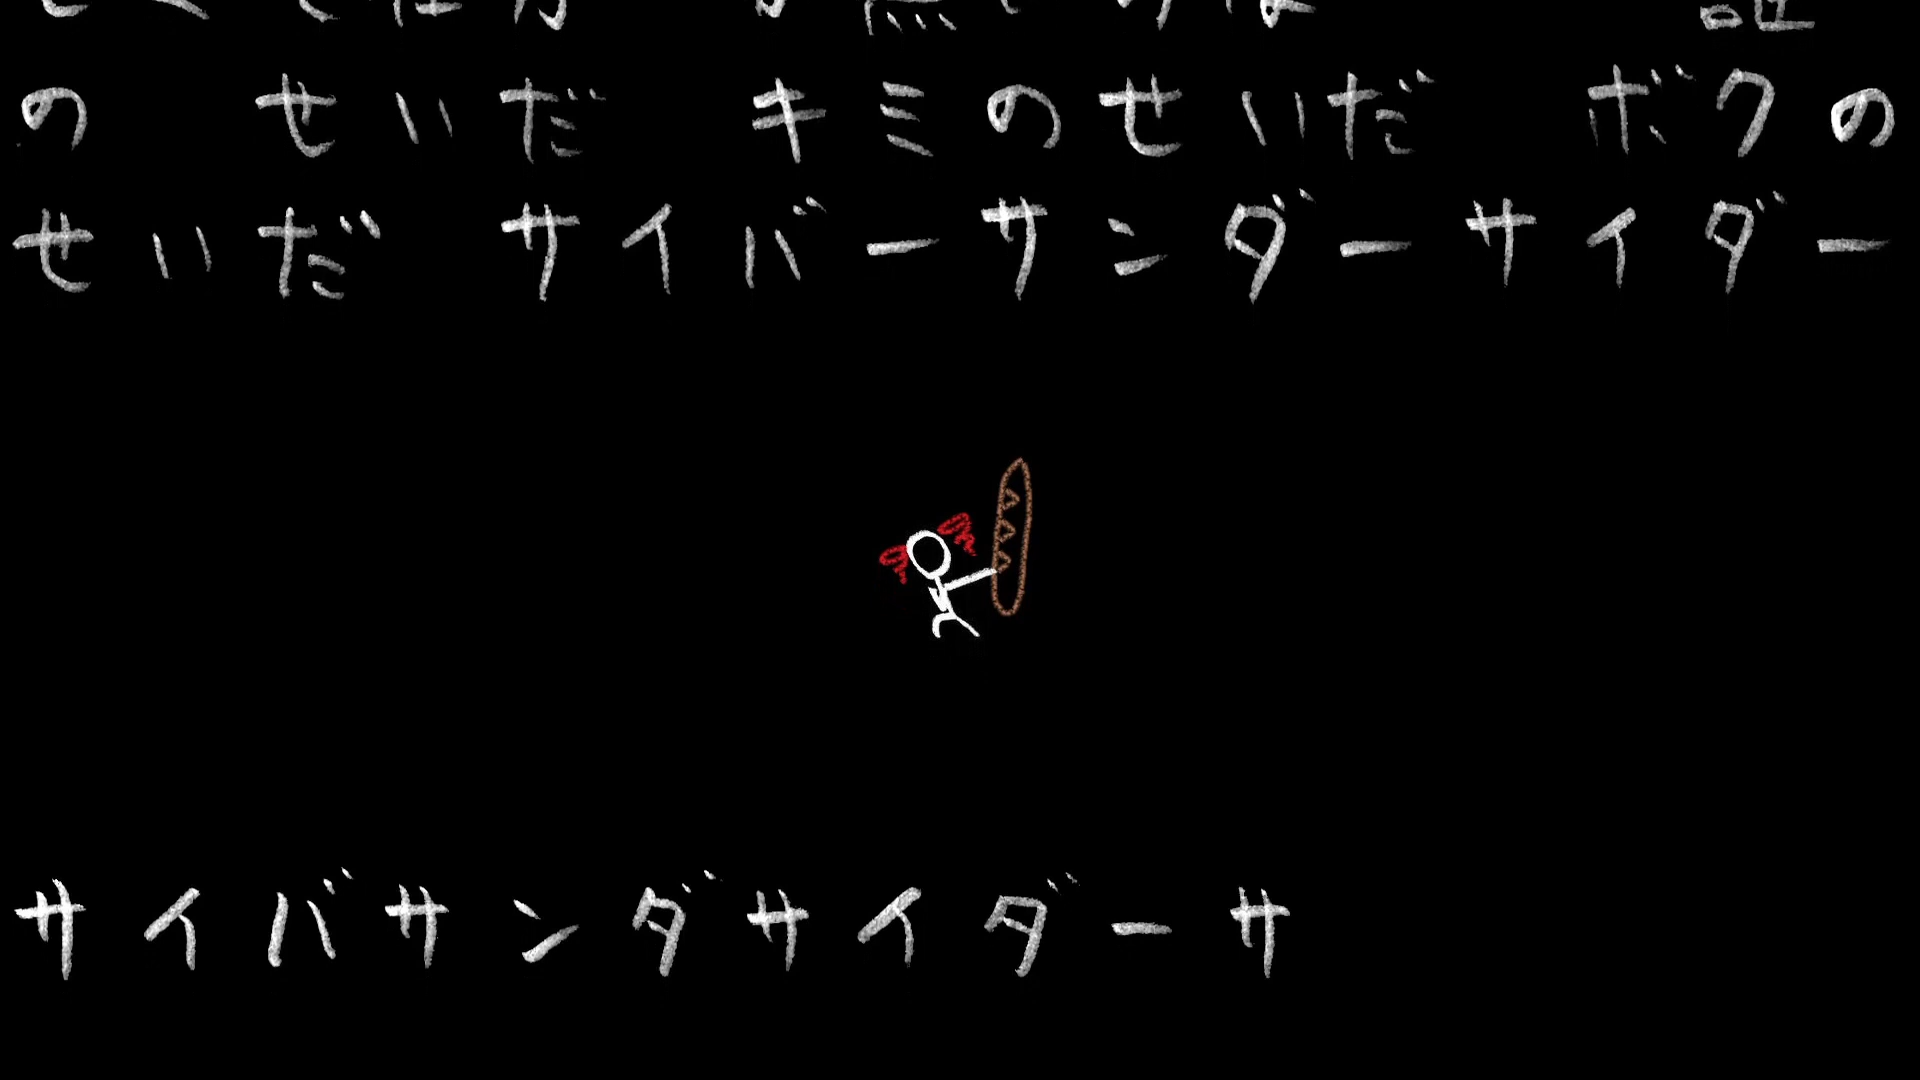 の せいだ キミのせいだ ボクの
せいだ サイバーサンダーサイダー
サイバサンダサイダーサ